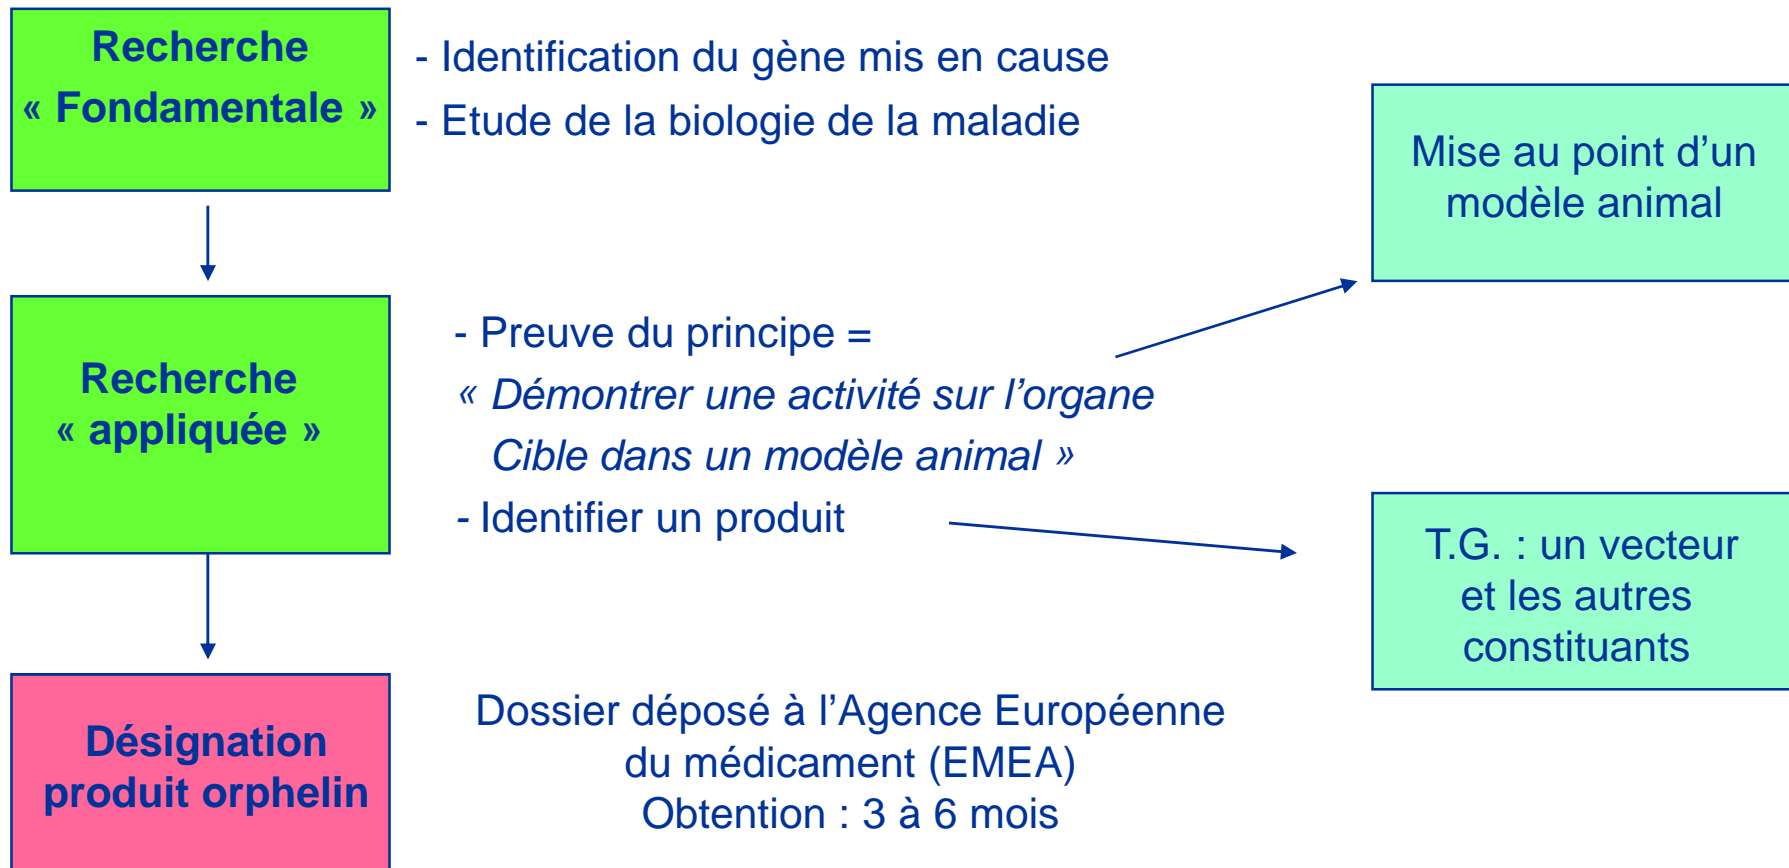 Recherche
« Fondamentale »
- Identification du gène mis en cause
- Etude de la biologie de la maladie
Mise au point d’un
modèle animal
Recherche
« appliquée »
- Preuve du principe =
« Démontrer une activité sur l’organe
Cible dans un modèle animal »
- Identifier un produit
T.G. : un vecteur
et les autres
constituants
Désignation
produit orphelin
Dossier déposé à l’Agence Européenne
du médicament (EMEA)
Obtention : 3 à 6 mois